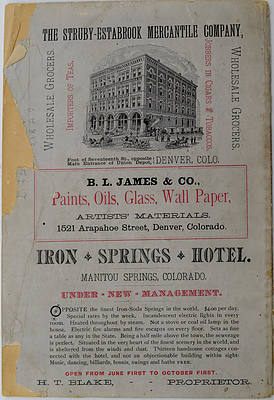 THE STRUBY-ESTABROOK MERCANTILE COMPANY,
WHOLESALE GROCERS.
IMPORTERS OF TEAS.
JOBBERS IN CIGARS & TOBACCO.
WHOLESALE GROCERS.
Foot of Seventeenth St., opposite
Main Entrance of Union Depot,
DENVER, COLO.
B. L. JAMES & CO.,
Paints, Oils, Glass, Wall Paper,
ARTISTS' MATERIALS.
1521 Arapahoe Street, Denver, Colorado.
IRON SPRINGS HOTEL.
MANITOU SPRINGS, COLORADO.
UNDER NEW MANAGEMENT.
OPPOSITE the finest Iron-Soda Springs in the world. $4.00 per day.
Special rates by the week. Incandescent electric lights in every
room. Heated throughout by steam. Not a stove or coal oil lamp in the
house. Electric fire alarms and fire escapes on every floor. Sets as fine
a table as any in the State. Being a half mile above the town, the sewerage
is perfect. Situated in the very heart of the finest scenery in the world, and
is sheltered from the winds and dust. Thirteen handsome cottages con-
nected with the hotel, and not an objectionable building within sight.
Music, dancing, billiards, house, swings and baths FREE.
OPEN FROM JUNE FIRST TO OCTOBER FIRST.
H. T. BLAKE, - PROPRIETOR.